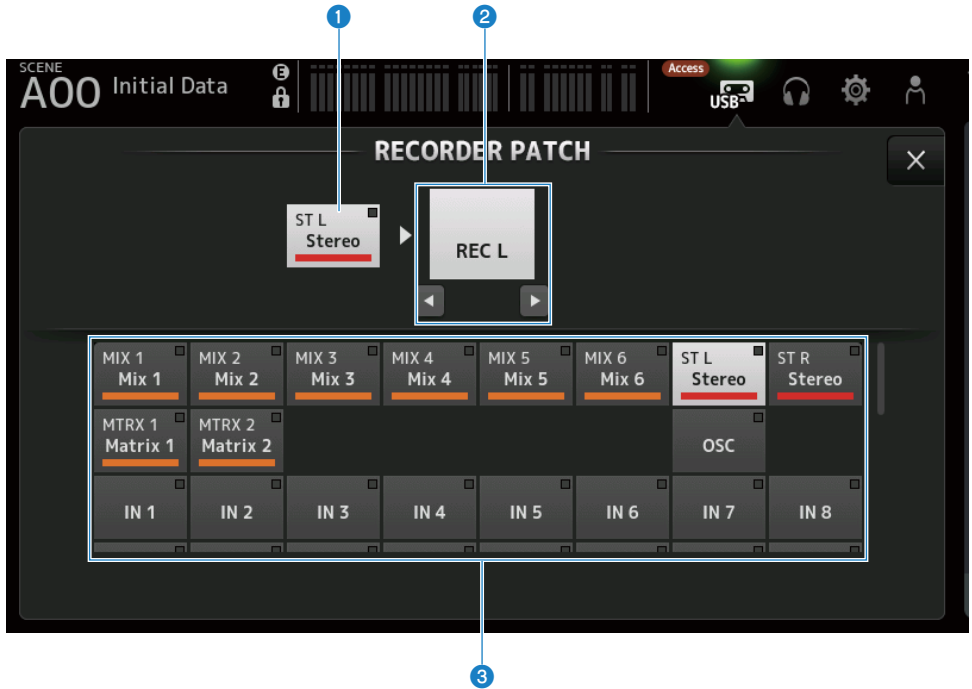 1 2
SCENE
A00 Initial Data
E
Access
USB
RECORDER PATCH
ST L
Stereo
REC L
MIX 1 MIX 2 MIX 3 MIX 4 MIX 5 MIX 6 ST L ST R
Mix 1 Mix 2 Mix 3 Mix 4 Mix 5 Mix 6 Stereo Stereo
MTRX 1 MTRX 2
Matrix 1 Matrix 2 OSC
IN 1 IN 2 IN 3 IN 4 IN 5 IN 6 IN 7 IN 8
3